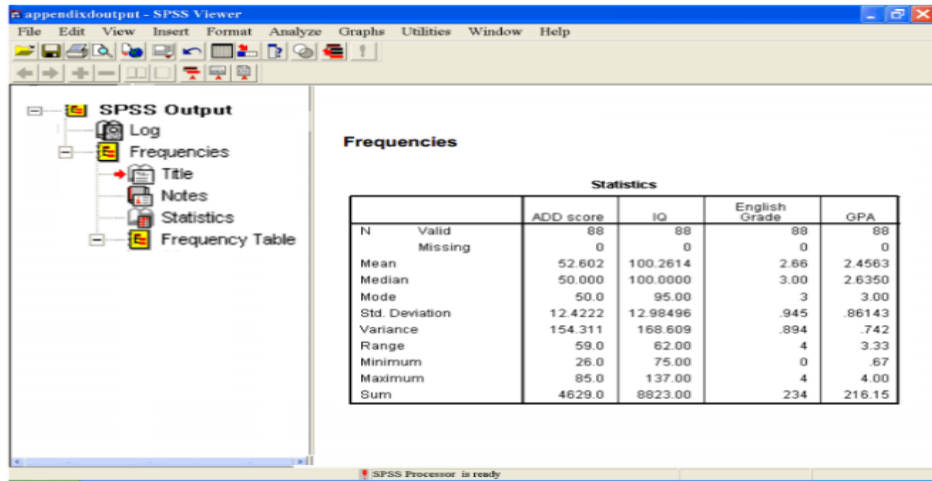 appendixdoutput - SPSS Viewer
File Edit View Insert Format Analyze Graphs Utilities Window Help
SPSS Output
Log
Frequencies
Title
Notes
Statistics
Frequency Table
Frequencies
Statistics
ADD score IQ English Grade GPA
N Valid 88 88 88 88
Missing 0 0 0 0
Mean 52.602 100.2614 2.66 2.4563
Median 50.000 100.0000 3.00 2.6350
Mode 50.0 95.00 3 3.00
Std. Deviation 12.4222 12.98496 .945 .86143
Variance 154.311 168.609 .894 .742
Range 59.0 62.00 4 3.33
Minimum 26.0 75.00 0 .67
Maximum 85.0 137.00 4 4.00
Sum 4629.0 8823.00 234 216.15
SPSS Processor is ready